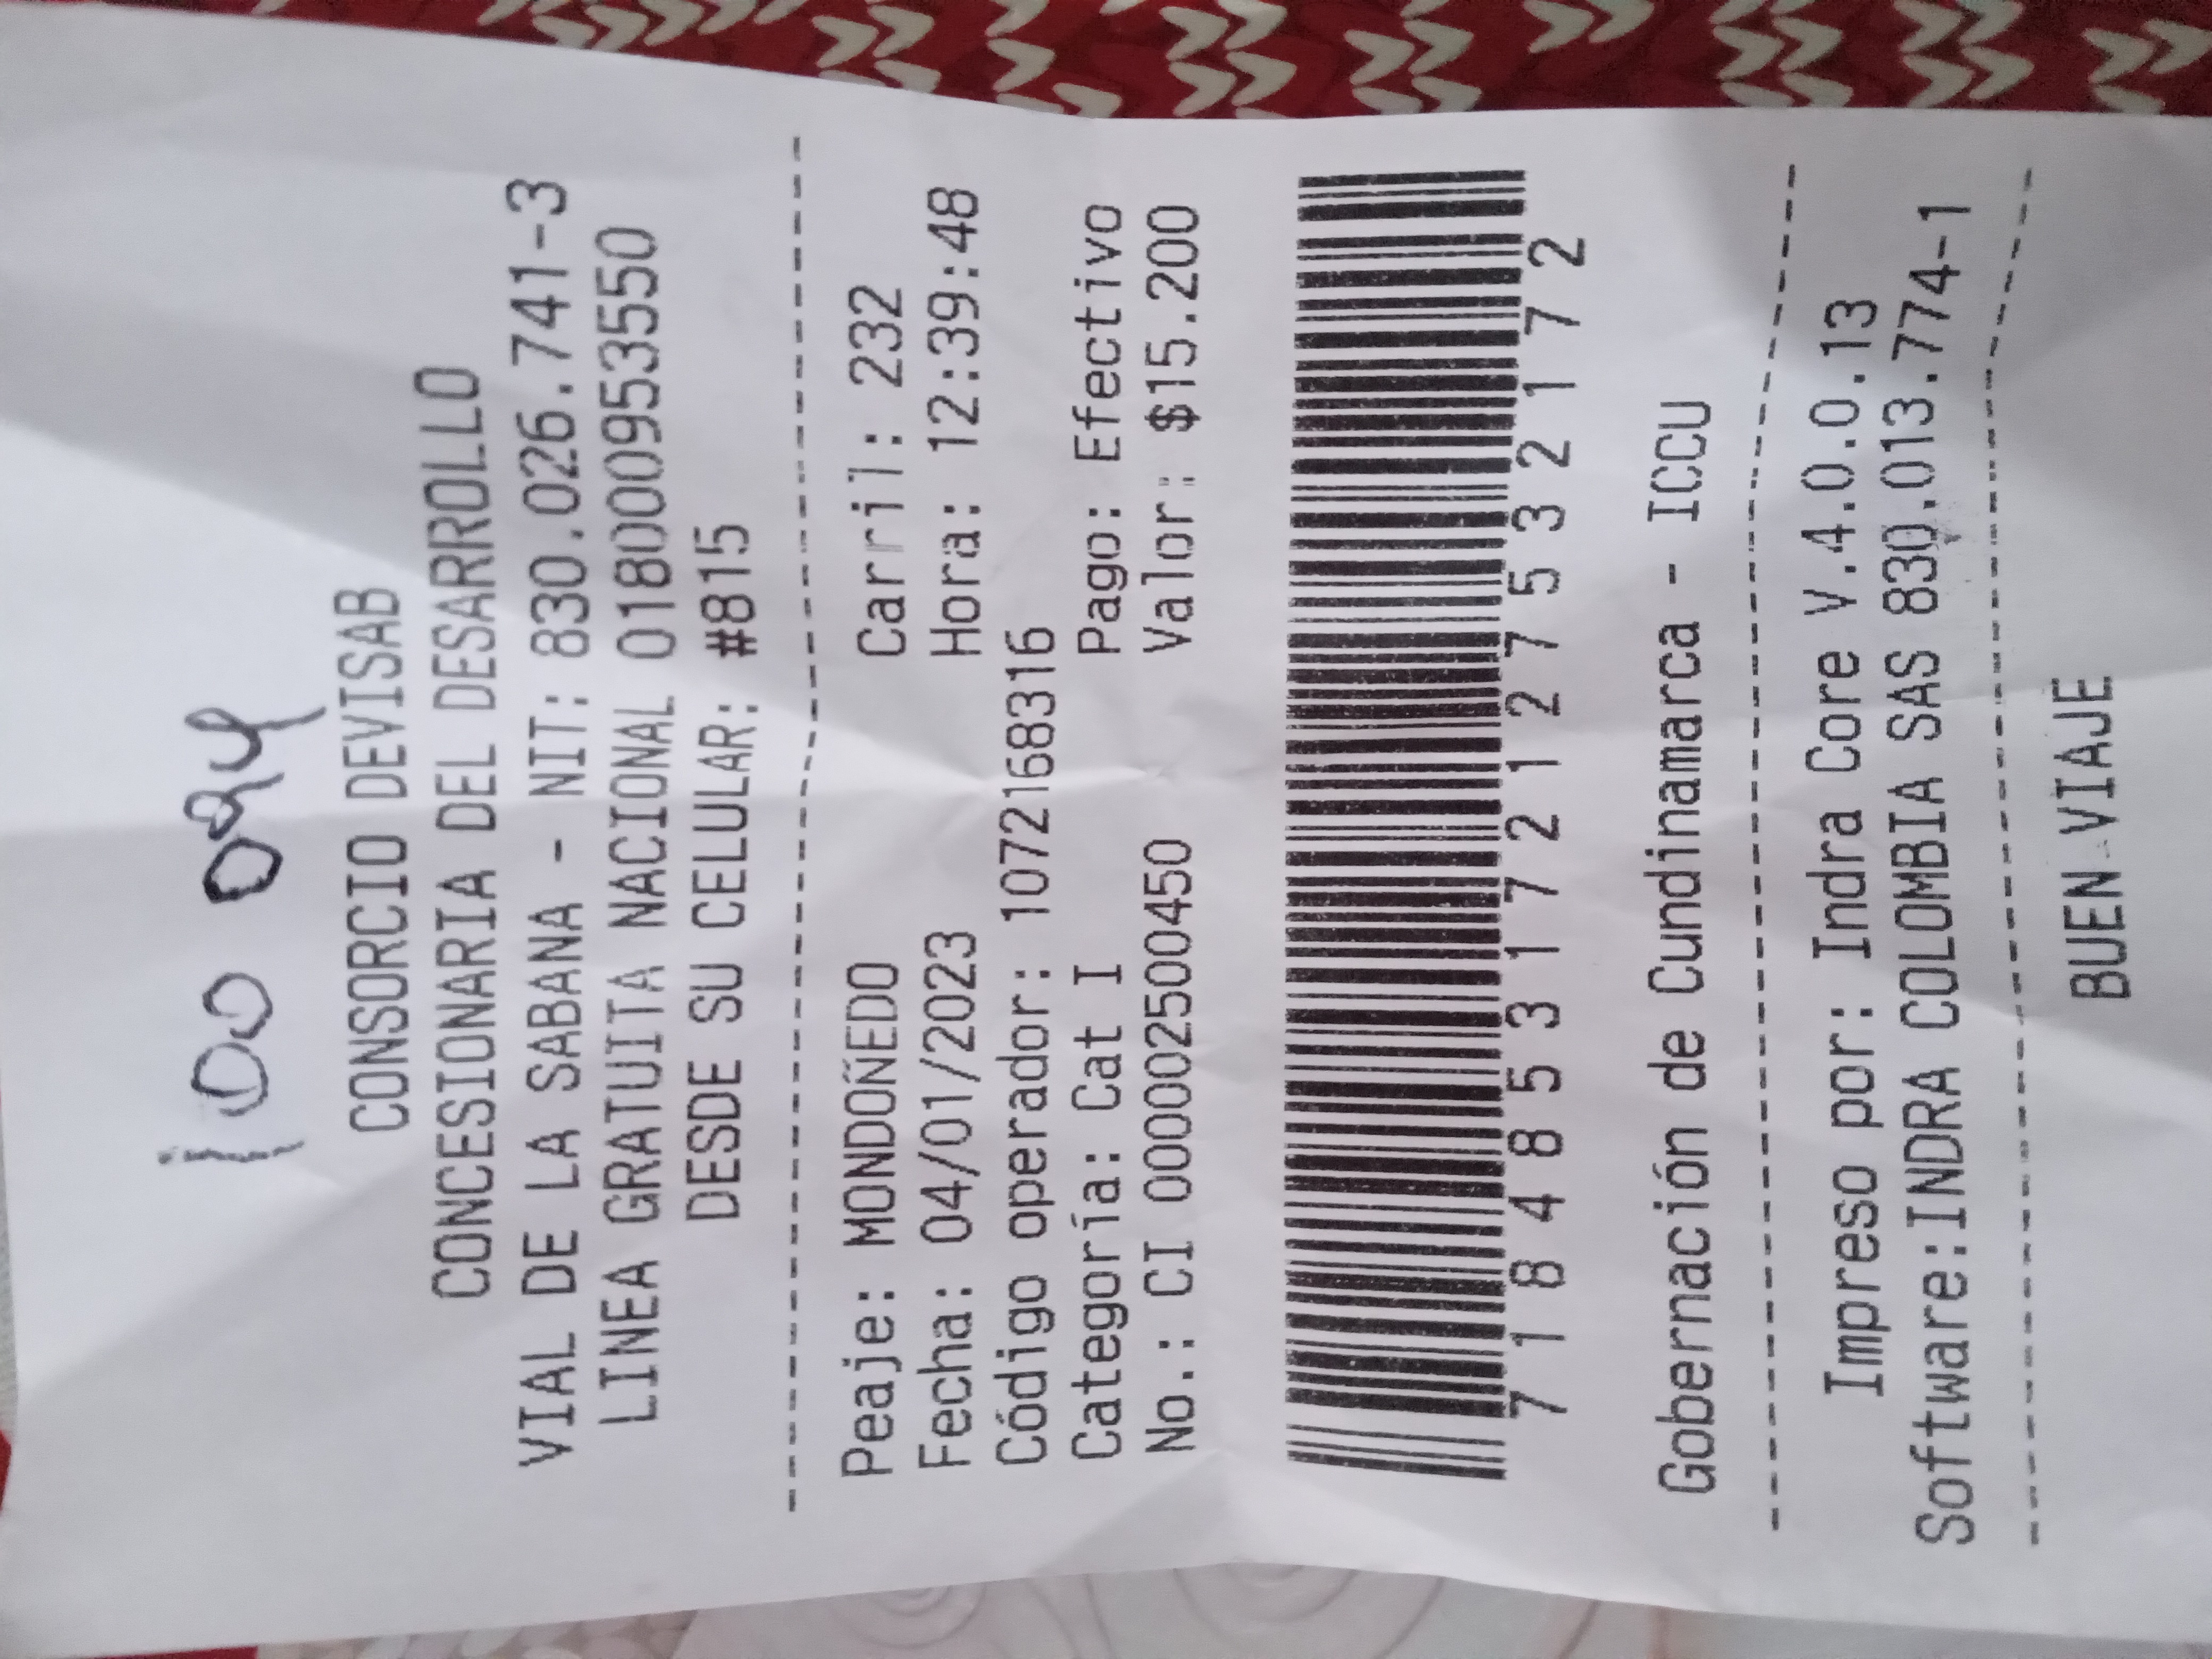 CONSORCIO DEVISAB
CONCESIONARIA DEL DESARROLLO
VIAL DE LA SABANA - NIT: 830.026.741-3
LINEA GRATUITA NACIONAL 018000953550
DESDE SU CELULAR: #815
Peaje: MONDOÑEDO Carril: 232
Fecha: 04/01/2023 Hora: 12:39:48
Código operador: 1072168316
Categoría: Cat I Pago: Efectivo
No.: CI 00002500450 Valor: $15.200
7 1 8 4 8 5 3 1 7 2 1 2 7 5 3 2 1 7 2
Gobernación de Cundinamarca - ICCU
Impreso por: Indra Core V.4.0.0.13
Software:INDRA COLOMBIA SAS 830.013.774-1
BUEN VIAJE